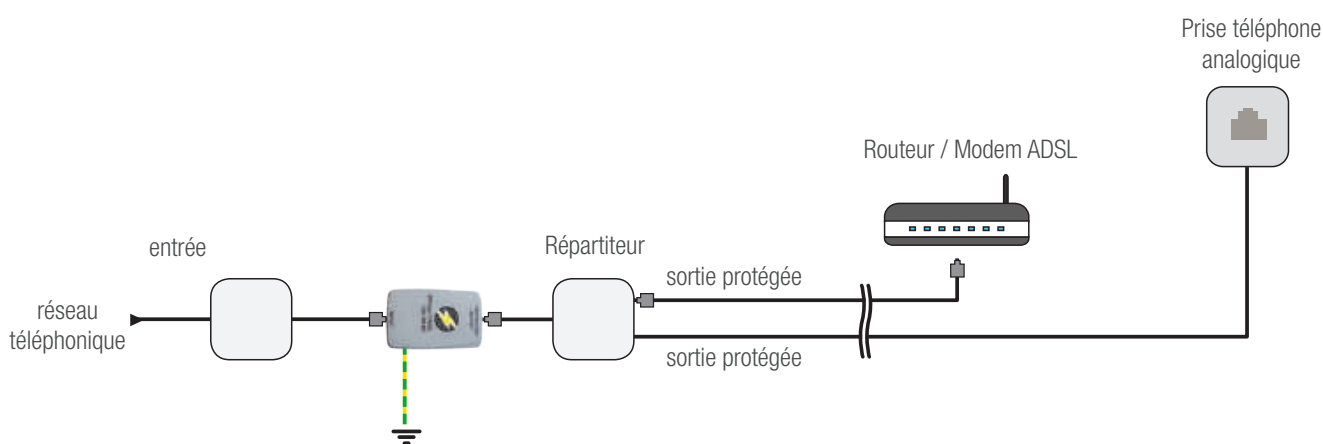 Prise téléphone
analogique
Routeur / Modem ADSL
entrée
Répartiteur
sortie protégée
réseau
téléphonique
sortie protégée